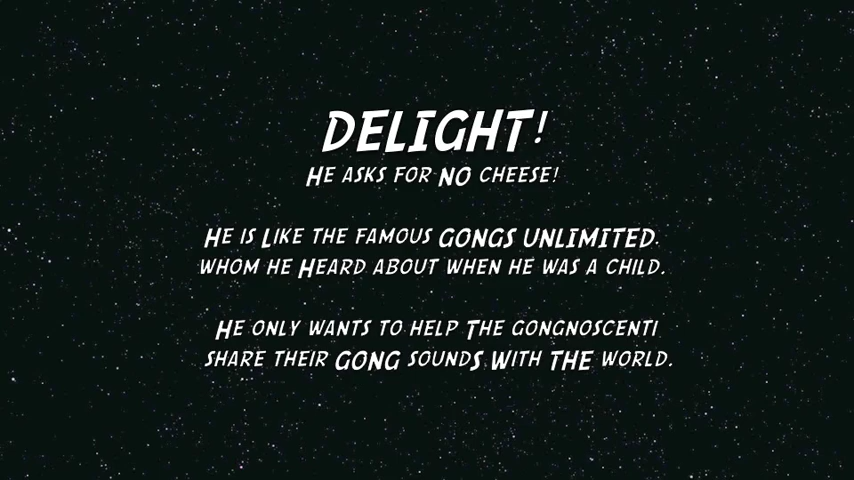 DELIGHT!
HE ASKS FOR NO CHEESE!
HE IS LIKE THE FAMOUS GONGS UNLIMITED.
WHOM HE HEARD ABOUT WHEN HE WAS A CHILD.
HE ONLY WANTS TO HELP THE GONGNOSCENTI
SHARE THEIR GONG SOUNDS WITH THE WORLD.